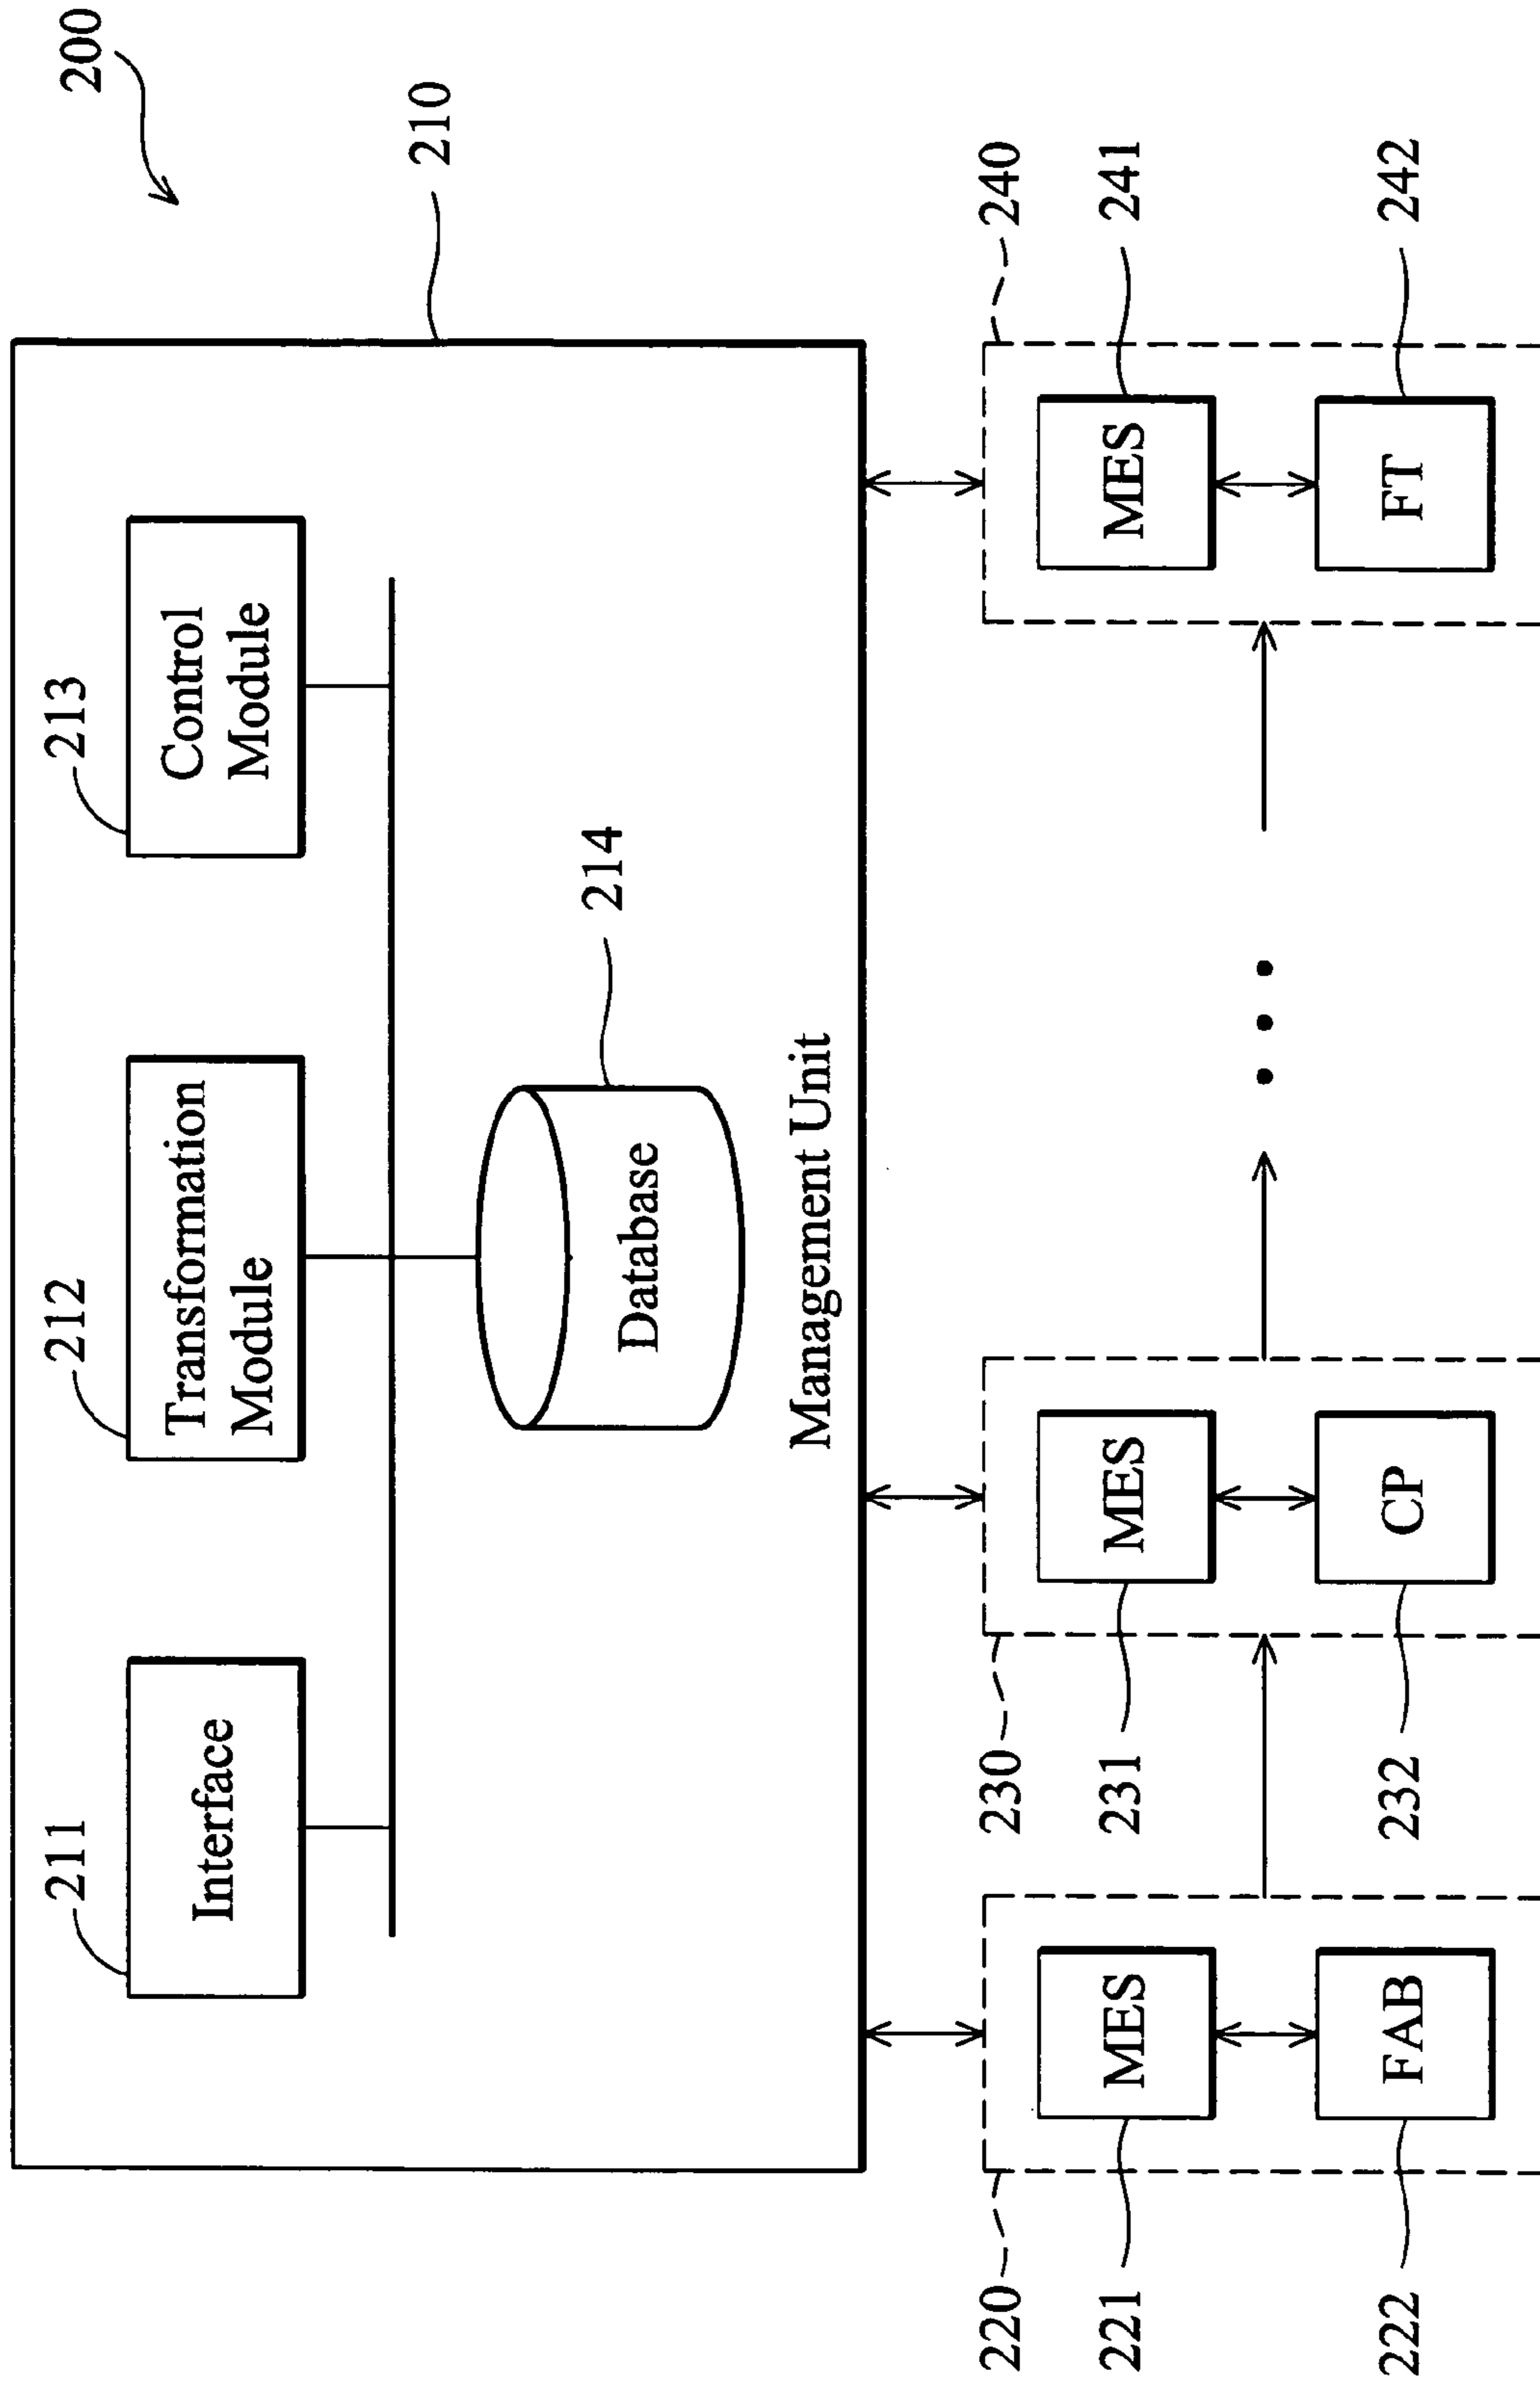 200
210
211
212
213
Interface
Transformation
Module
Control
Module
214
Database
Management Unit
220
230
240
221
MES
231
MES
MES
241
222
FAB
232
CP
FT
242